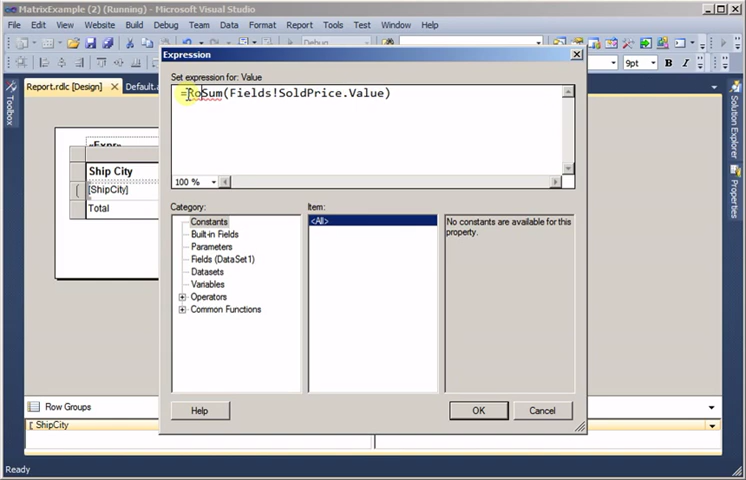 MatrixExample (2) (Running) - Microsoft Visual Studio
File Edit View Website Build Debug Team Data Format Report Tools Test Window Help
Debug
Report.rdlc [Design] Default.a
9pt B I
Toolbox
«Expr»
Ship City
[ShipCity]
Total
Expression
Set expression for: Value
=RoSum(Fields!SoldPrice.Value)
100 %
Category: Item:
Constants
Built-in Fields
Parameters
Fields (DataSet1)
Datasets
Variables
Operators
Common Functions
<All>
No constants are available for this
property.
Help OK Cancel
Properties
Row Groups
[ ShipCity
Ready